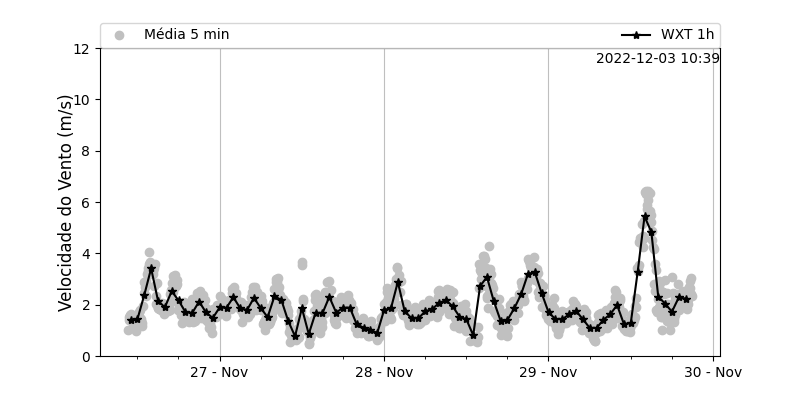 Média 5 min
WXT 1h
2022-12-03 10:39
Velocidade do Vento (m/s)
12
10
8
6
4
2
0
27 - Nov
28 - Nov
29 - Nov
30 - Nov